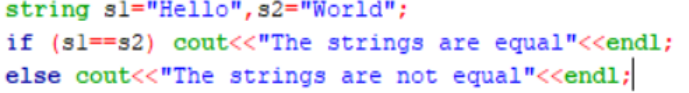 string s1="Hello",s2="World";
if (s1==s2) cout<<"The strings are equal"<<endl;
else cout<<"The strings are not equal"<<endl;